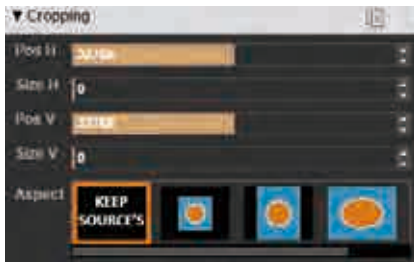 ▼ Cropping
Pos H
Size H 0
Pos V
Size V 0
Aspect KEEP
SOURCE'S